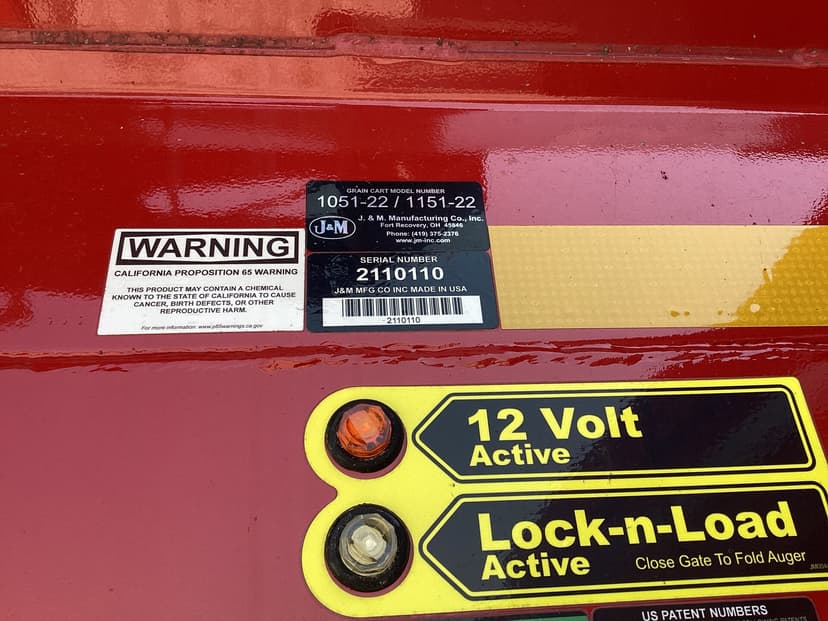 WARNING
CALIFORNIA PROPOSITION 65 WARNING
THIS PRODUCT MAY CONTAIN A CHEMICAL
KNOWN TO THE STATE OF CALIFORNIA TO CAUSE
CANCER, BIRTH DEFECTS, OR OTHER
REPRODUCTIVE HARM.
For more information: www.p65warnings.ca.gov
GRAIN CART MODEL NUMBER
1051-22 / 1151-22
J&M
J. & M. Manufacturing Co., Inc.
Fort Recovery, OH 45846
Phone: (419) 375-2376
www.jm-inc.com
SERIAL NUMBER
2110110
J&M MFG CO INC MADE IN USA
2110110
12 Volt
Active
Lock-n-Load
Active
Close Gate To Fold Auger
US PATENT NUMBERS